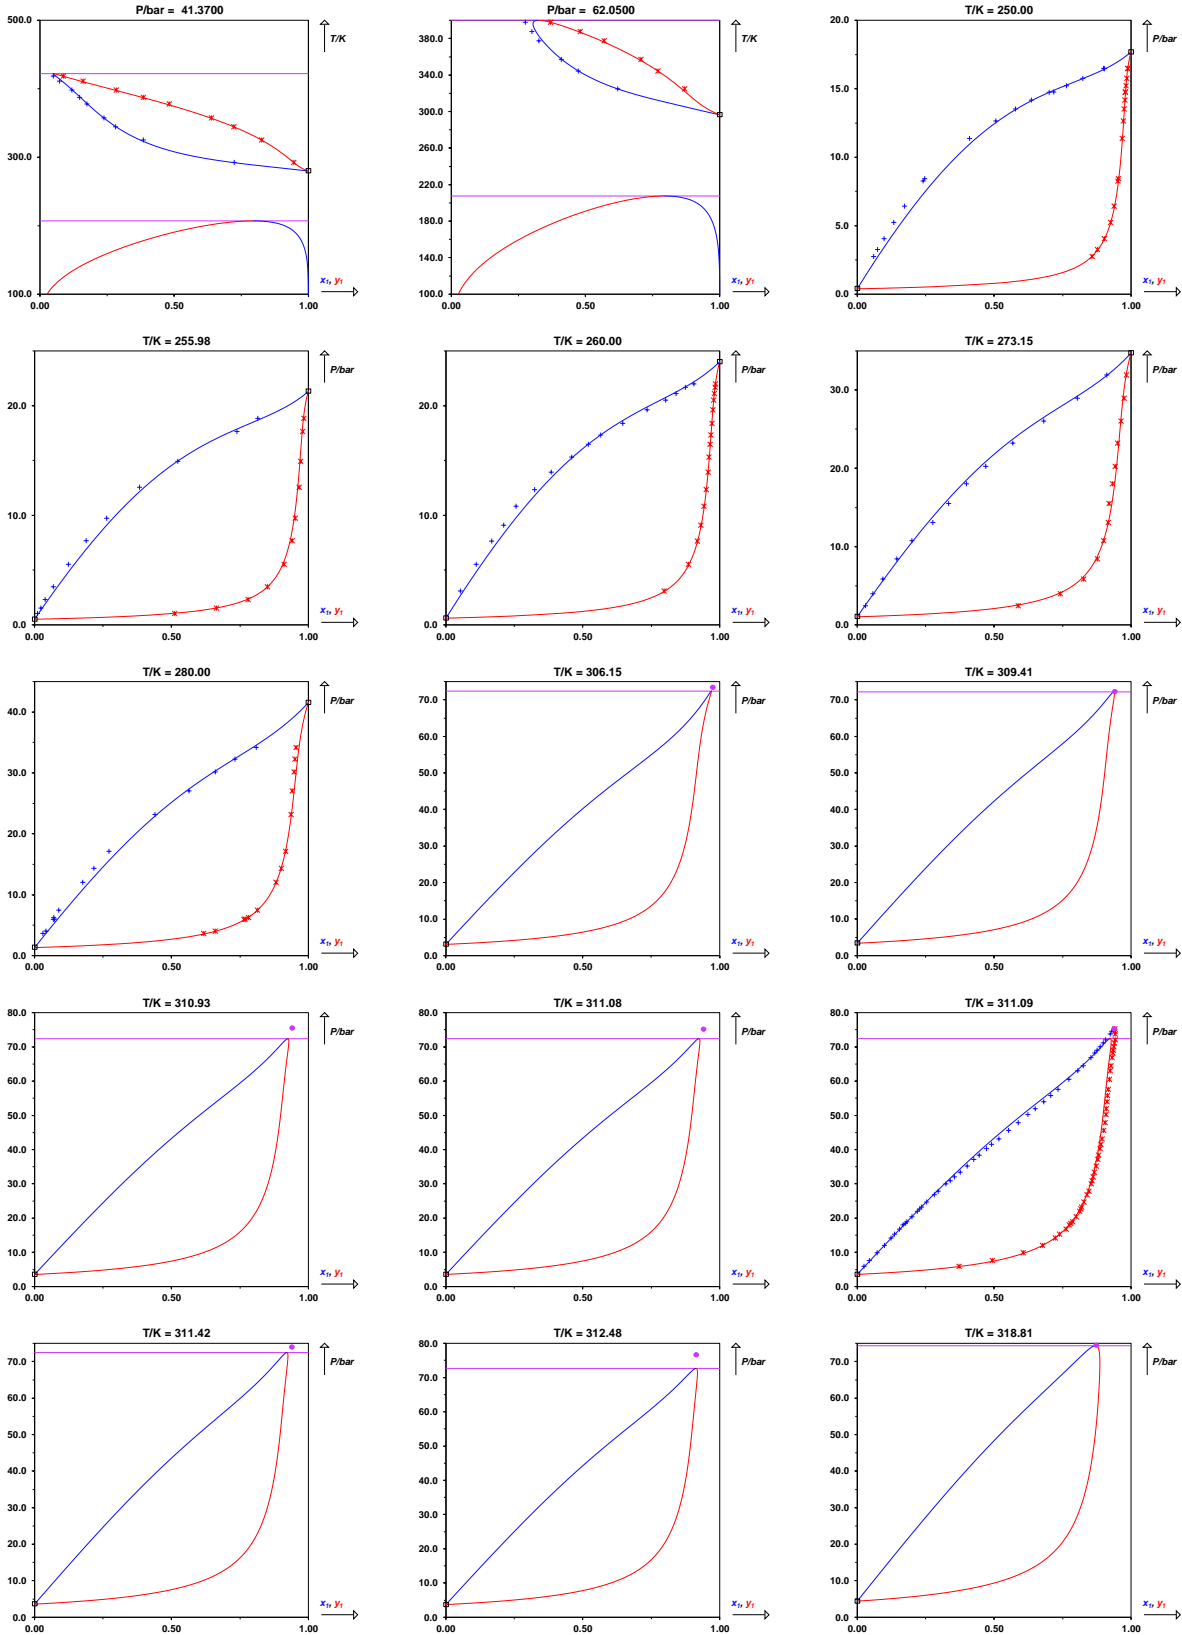 P/bar = 41.3700
500.0
300.0
100.0
0.00 0.50 1.00
T/K
x1, y1
P/bar = 62.0500
380.0
340.0
300.0
260.0
220.0
180.0
140.0
100.0
0.00 0.50 1.00
T/K
x1, y1
T/K = 250.00
20.0
15.0
10.0
5.0
0.0
0.00 0.50 1.00
P/bar
x1, y1
T/K = 255.98
20.0
10.0
0.0
0.00 0.50 1.00
P/bar
x1, y1
T/K = 260.00
20.0
10.0
0.0
0.00 0.50 1.00
P/bar
x1, y1
T/K = 273.15
30.0
20.0
10.0
0.0
0.00 0.50 1.00
P/bar
x1, y1
T/K = 280.00
40.0
30.0
20.0
10.0
0.0
0.00 0.50 1.00
P/bar
x1, y1
T/K = 306.15
70.0
60.0
50.0
40.0
30.0
20.0
10.0
0.0
0.00 0.50 1.00
P/bar
x1, y1
T/K = 309.41
70.0
60.0
50.0
40.0
30.0
20.0
10.0
0.0
0.00 0.50 1.00
P/bar
x1, y1
T/K = 310.93
80.0
70.0
60.0
50.0
40.0
30.0
20.0
10.0
0.0
0.00 0.50 1.00
P/bar
x1, y1
T/K = 311.08
80.0
70.0
60.0
50.0
40.0
30.0
20.0
10.0
0.0
0.00 0.50 1.00
P/bar
x1, y1
T/K = 311.09
80.0
70.0
60.0
50.0
40.0
30.0
20.0
10.0
0.0
0.00 0.50 1.00
P/bar
x1, y1
T/K = 311.42
70.0
60.0
50.0
40.0
30.0
20.0
10.0
0.0
0.00 0.50 1.00
P/bar
x1, y1
T/K = 312.48
80.0
70.0
60.0
50.0
40.0
30.0
20.0
10.0
0.0
0.00 0.50 1.00
P/bar
x1, y1
T/K = 318.81
70.0
60.0
50.0
40.0
30.0
20.0
10.0
0.0
0.00 0.50 1.00
P/bar
x1, y1